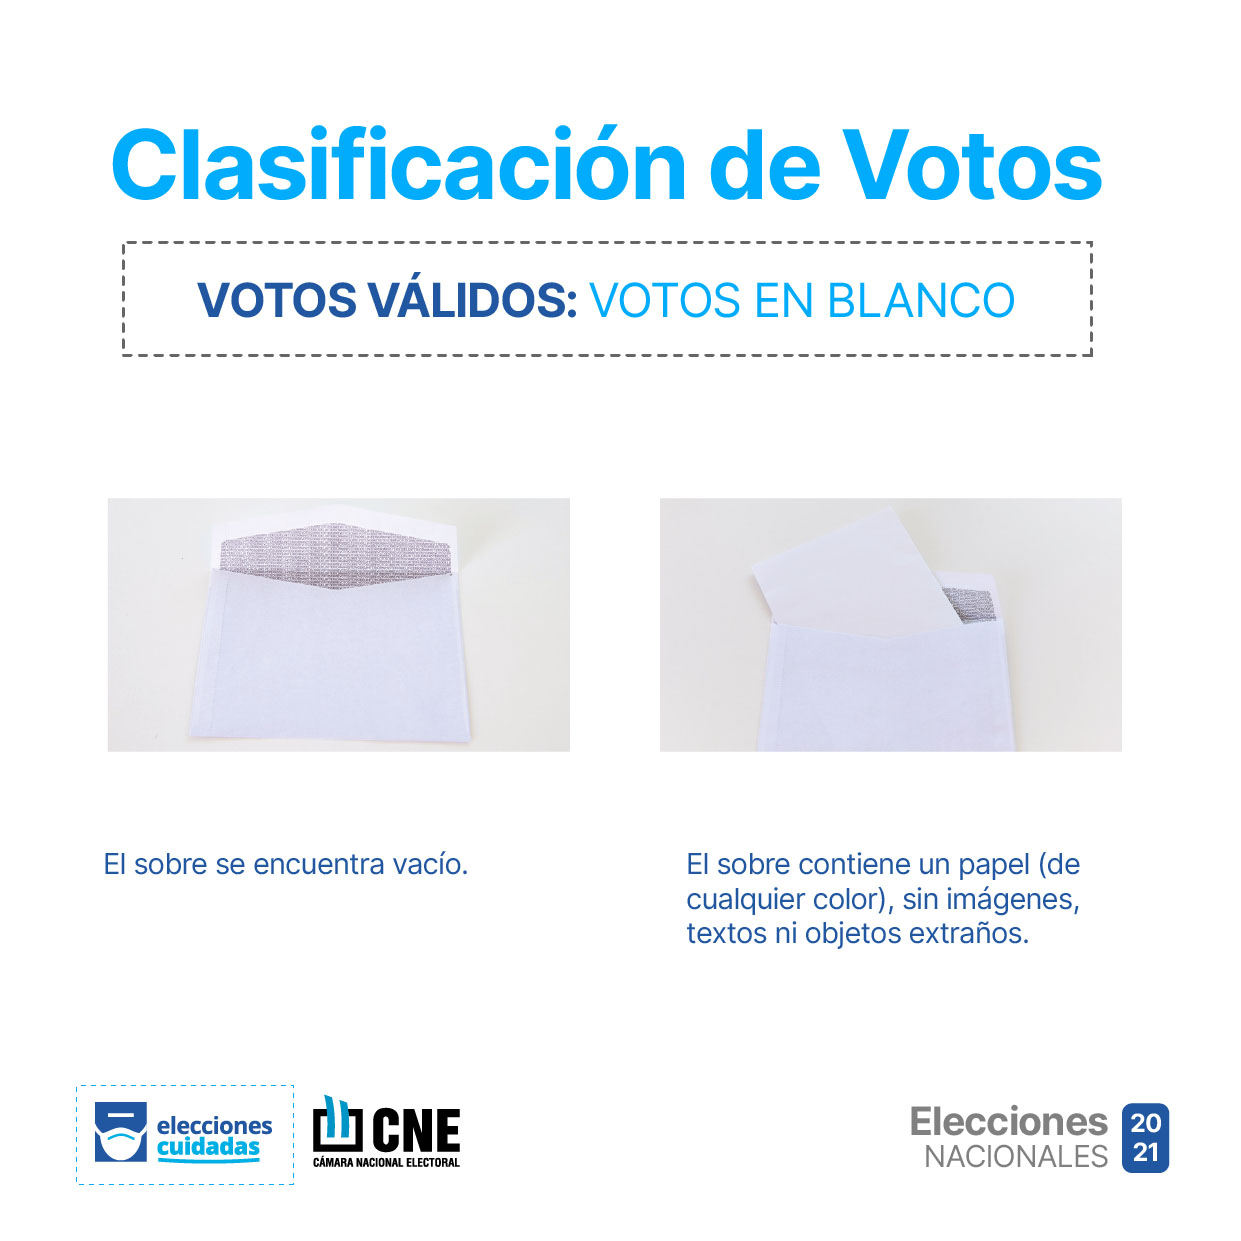 Clasificación de Votos
VOTOS VÁLIDOS: VOTOS EN BLANCO
El sobre se encuentra vacío.
El sobre contiene un papel (de
cualquier color), sin imágenes,
textos ni objetos extraños.
elecciones
cuidadas
CNE
CÁMARA NACIONAL ELECTORAL
Elecciones
NACIONALES
20
21